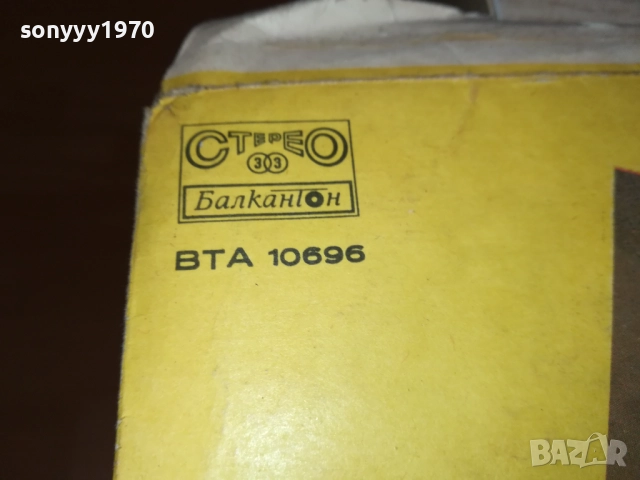 sonyyy1970
СТЕРЕО
33
Балкантон
ВТА 10696
BAZAR